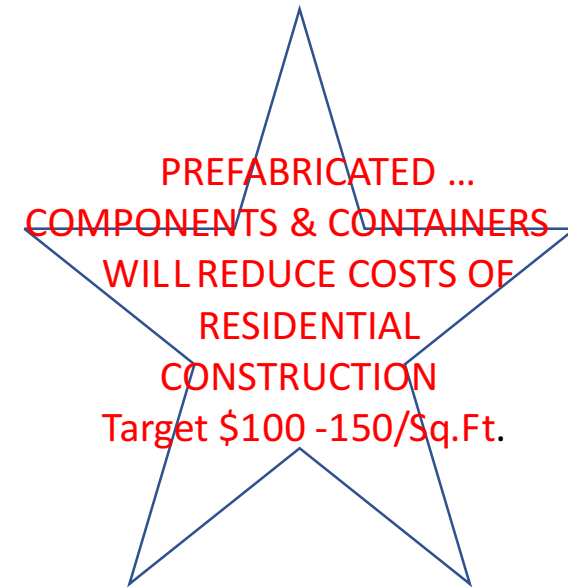 PREFABRICATED ...
COMPONENTS & CONTAINERS
WILL REDUCE COSTS OF
RESIDENTIAL
CONSTRUCTION
Target $100 -150/Sq.Ft.